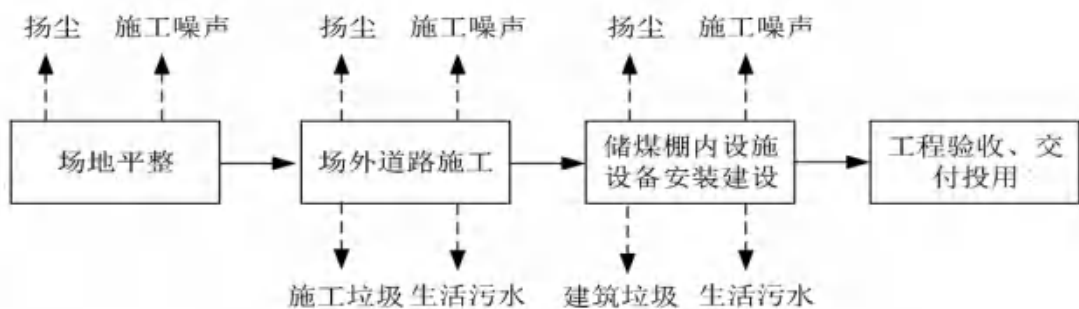 扬尘 施工噪声 扬尘 施工噪声 扬尘 施工噪声
场地平整
场外道路施工
储煤棚内设施
设备安装建设
工程验收、交
付投用
施工垃圾 生活污水 建筑垃圾 生活污水